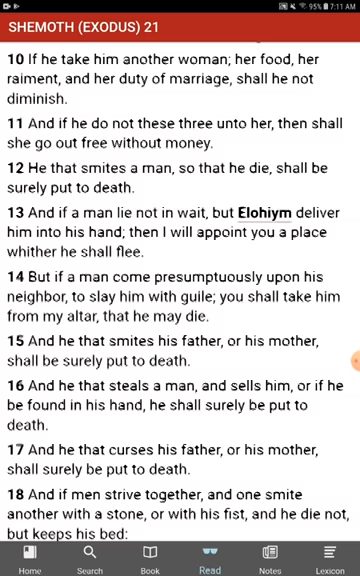 95% 7:11 AM
SHEMOTH (EXODUS) 21
10 If he take him another woman; her food, her
raiment, and her duty of marriage, shall he not
diminish.
11 And if he do not these three unto her, then shall
she go out free without money.
12 He that smites a man, so that he die, shall be
surely put to death.
13 And if a man lie not in wait, but Elohiym deliver
him into his hand; then I will appoint you a place
whither he shall flee.
14 But if a man come presumptuously upon his
neighbor, to slay him with guile; you shall take him
from my altar, that he may die.
15 And he that smites his father, or his mother,
shall be surely put to death.
16 And he that steals a man, and sells him, or if he
be found in his hand, he shall surely be put to
death.
17 And he that curses his father, or his mother,
shall surely be put to death.
18 And if men strive together, and one smite
another with a stone, or with his fist, and he die not,
but keeps his bed:
Home Search Book Read Notes Lexicon